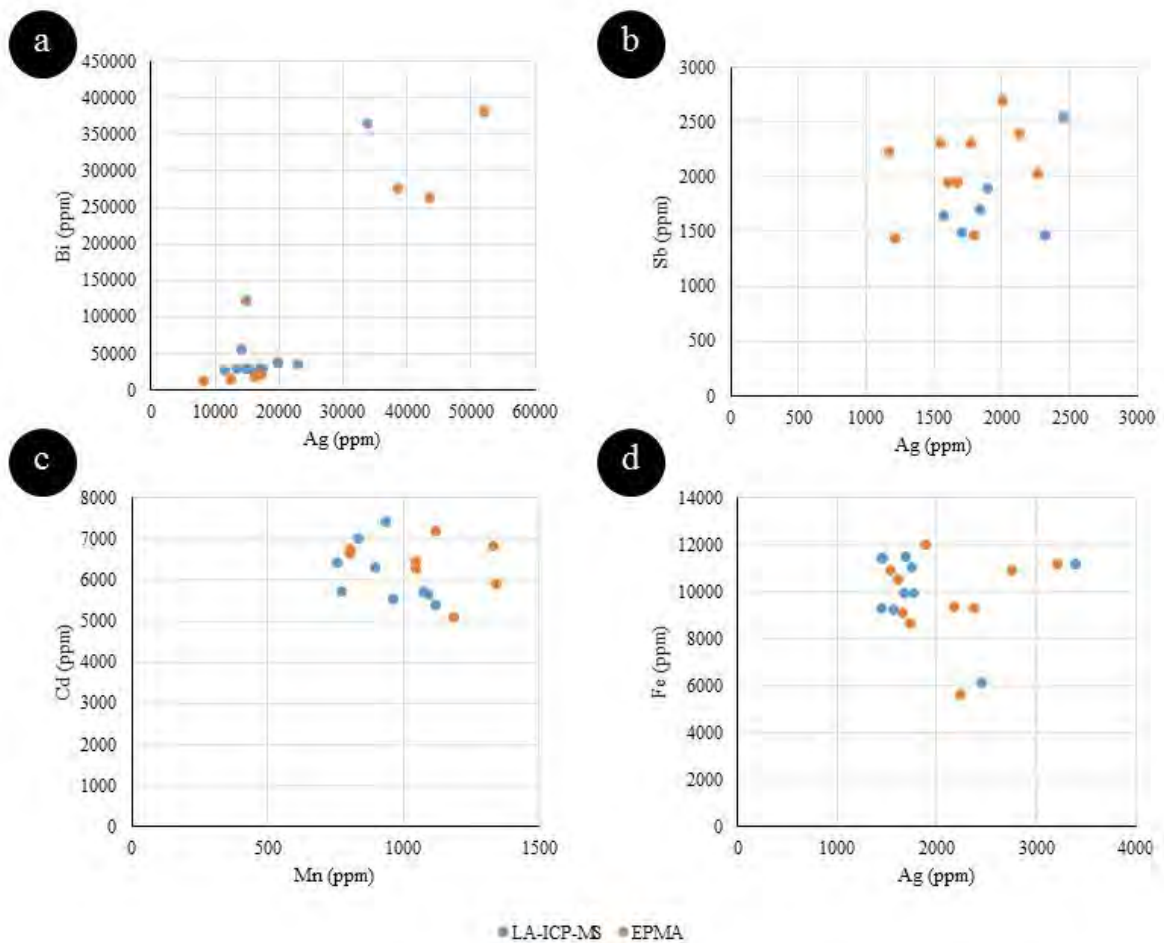 a
450000
400000
350000
300000
250000
200000
150000
100000
50000
0
Bi (ppm)
0 10000 20000 30000 40000 50000 60000
Ag (ppm)
b
3000
2500
2000
1500
1000
500
0
Sb (ppm)
0 500 1000 1500 2000 2500 3000
Ag (ppm)
c
8000
7000
6000
5000
4000
3000
2000
1000
0
Cd (ppm)
0 500 1000 1500
Mn (ppm)
d
14000
12000
10000
8000
6000
4000
2000
0
Fe (ppm)
0 1000 2000 3000 4000
Ag (ppm)
LA-ICP-MS EPMA